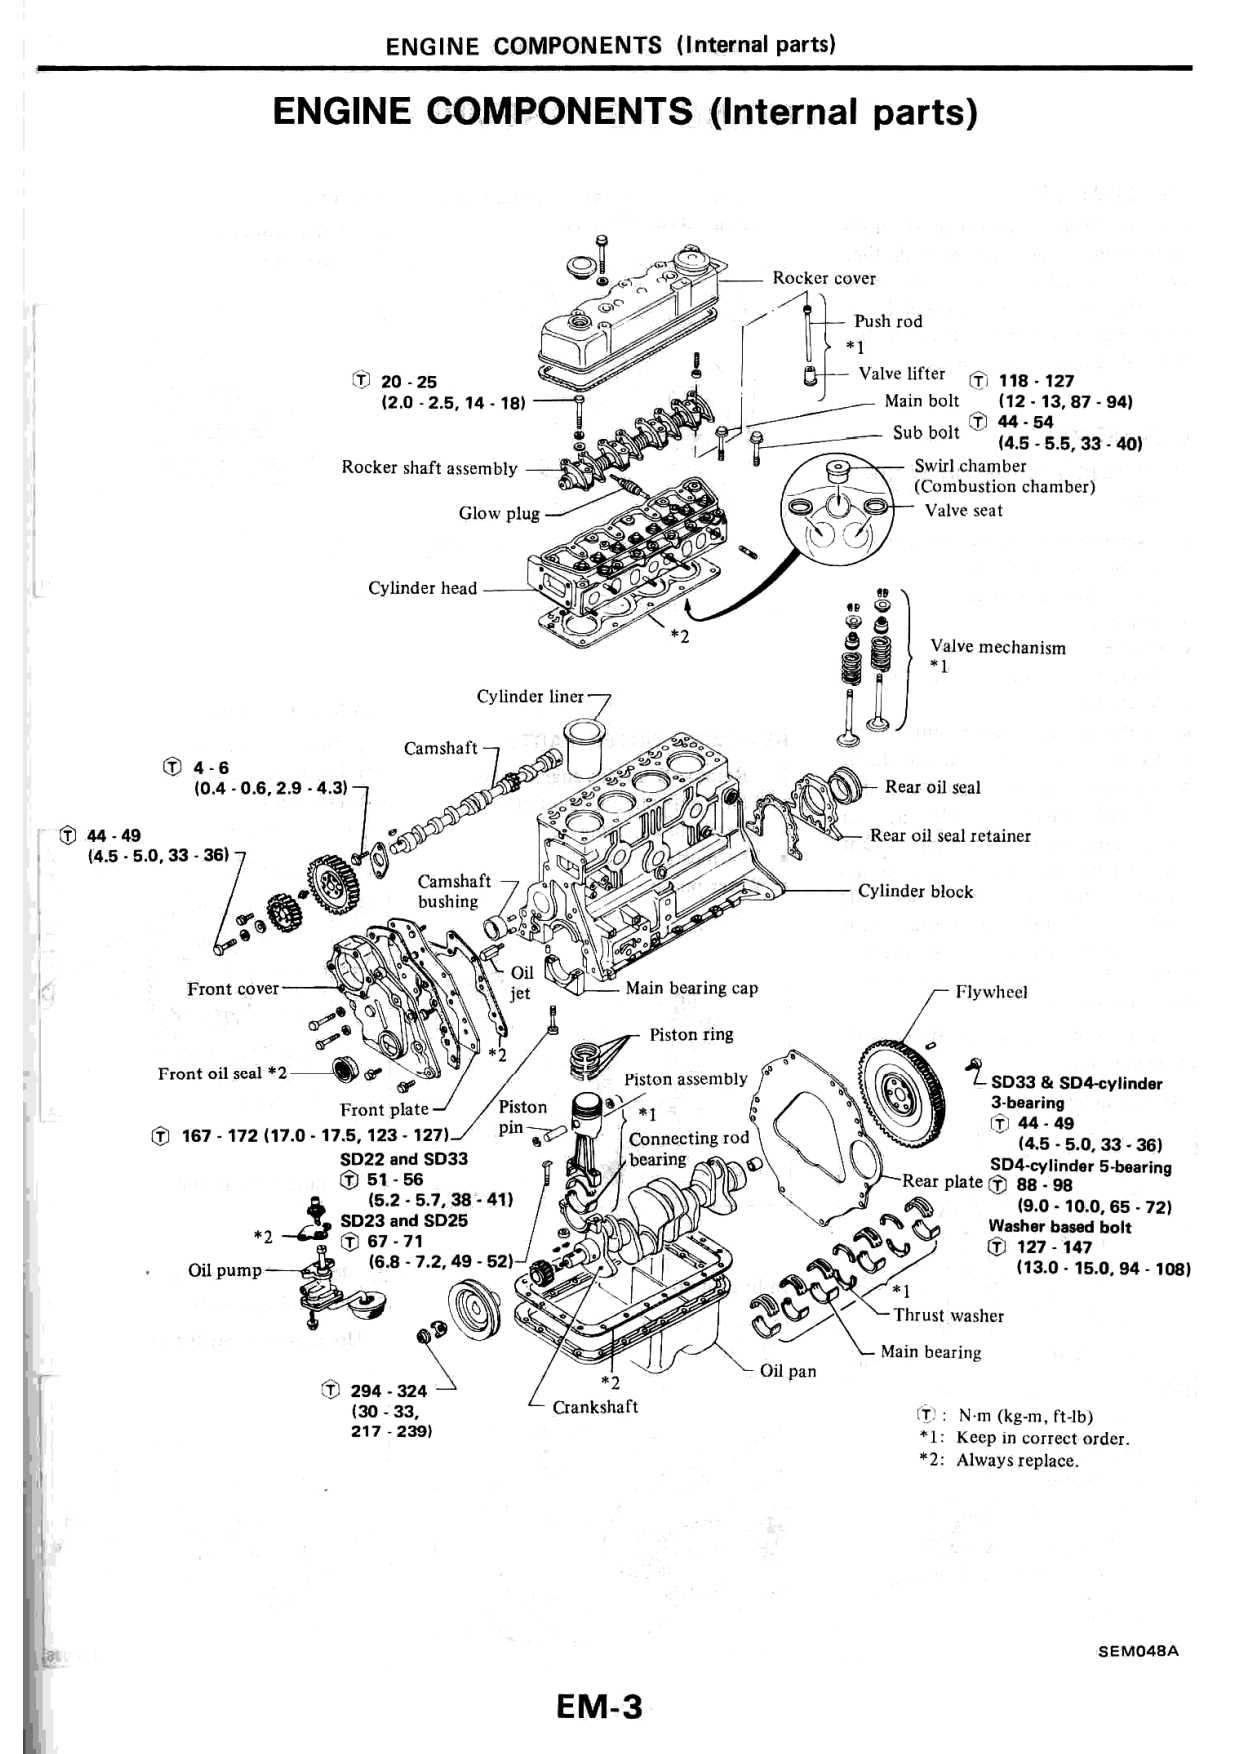 ENGINE COMPONENTS (Internal parts)
ENGINE COMPONENTS (Internal parts)
Rocker cover
Push rod
*1
Valve lifter
Ⓣ 118 - 127
(12 - 13, 87 - 94)
Main bolt
Ⓣ 44 - 54
(4.5 - 5.5, 33 - 40)
Sub bolt
Ⓣ 20 - 25
(2.0 - 2.5, 14 - 18)
Rocker shaft assembly
Swirl chamber
(Combustion chamber)
Valve seat
Glow plug
Cylinder head
*2
Valve mechanism
*1
Cylinder liner
Camshaft
Ⓣ 4 - 6
(0.4 - 0.6, 2.9 - 4.3)
Ⓣ 44 - 49
(4.5 - 5.0, 33 - 36)
Rear oil seal
Rear oil seal retainer
Camshaft
bushing
Cylinder block
Oil
jet
Front cover
Main bearing cap
Flywheel
*2
Piston ring
Front oil seal *2
Piston assembly
Front plate
Piston
pin
*1
Connecting rod
bearing
Ⓣ 167 - 172 (17.0 - 17.5, 123 - 127)
SD22 and SD33
Ⓣ 51 - 56
(5.2 - 5.7, 38 - 41)
SD23 and SD25
Ⓣ 67 - 71
(6.8 - 7.2, 49 - 52)
SD33 & SD4-cylinder
3-bearing
Ⓣ 44 - 49
(4.5 - 5.0, 33 - 36)
SD4-cylinder 5-bearing
Rear plate
Ⓣ 88 - 98
(9.0 - 10.0, 65 - 72)
Washer based bolt
Ⓣ 127 - 147
(13.0 - 15.0, 94 - 108)
*2
Oil pump
*1
Thrust washer
Main bearing
Oil pan
*2
Crankshaft
Ⓣ 294 - 324
(30 - 33,
217 - 239)
Ⓣ : N·m (kg-m, ft-lb)
*1: Keep in correct order.
*2: Always replace.
SEM048A
EM-3